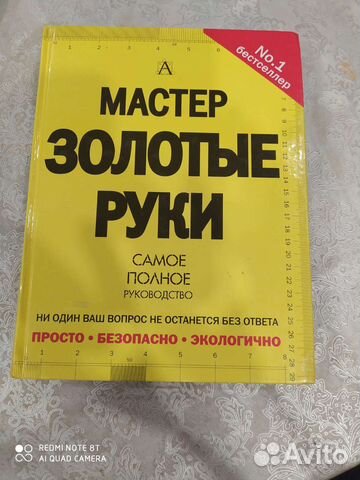 No.1
бестселлер
А
МАСТЕР
ЗОЛОТЫЕ
РУКИ
САМОЕ
ПОЛНОЕ
РУКОВОДСТВО
НИ ОДИН ВАШ ВОПРОС НЕ ОСТАНЕТСЯ БЕЗ ОТВЕТА
ПРОСТО • БЕЗОПАСНО • ЭКОЛОГИЧНО
REDMI NOTE 8T
AI QUAD CAMERA
Avito